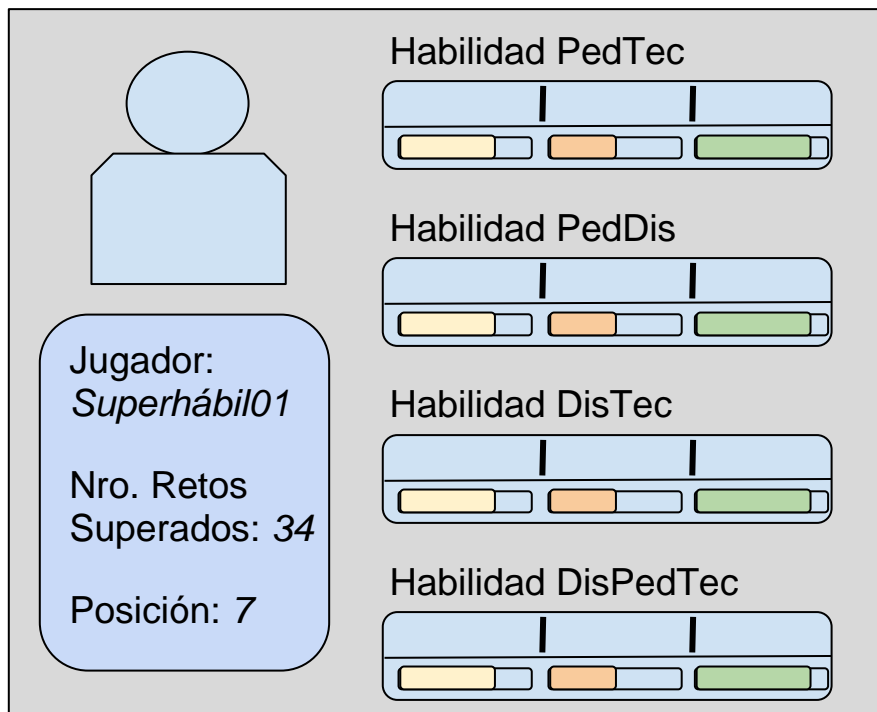 Habilidad PedTec
Habilidad PedDis
Habilidad DisTec
Habilidad DisPedTec
Jugador:
Superhábil01
Nro. Retos
Superados: 34
Posición: 7